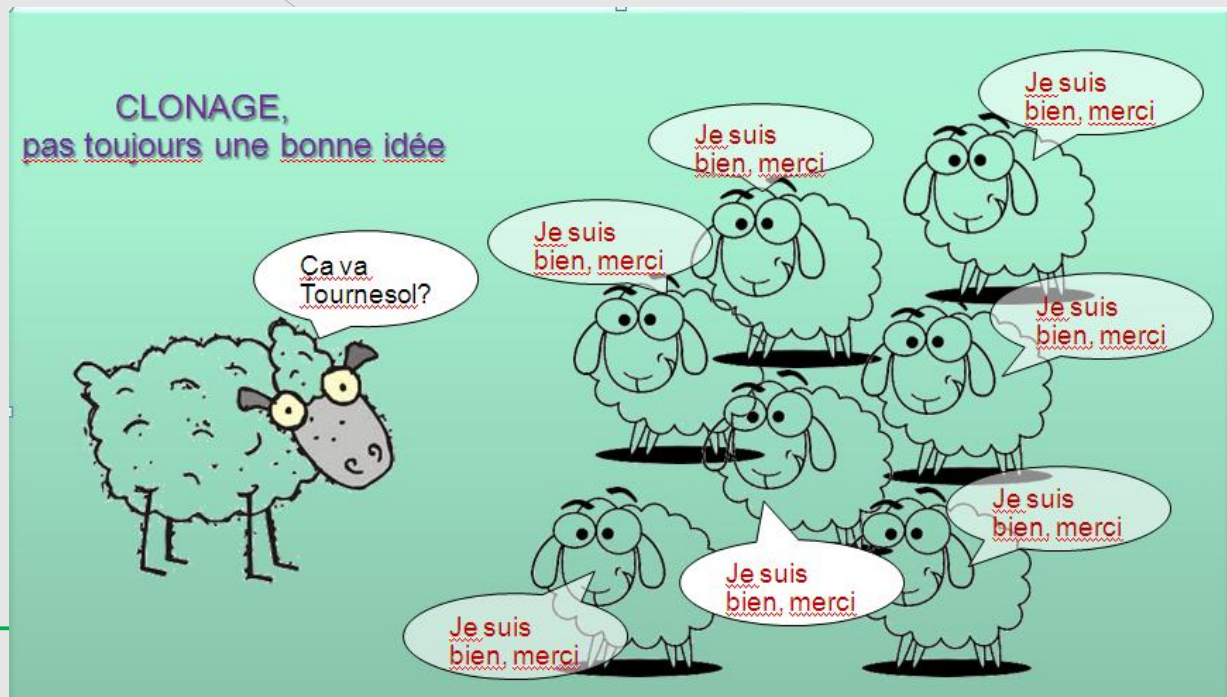 CLONAGE,
pas toujours une bonne idée
Ça va
Tournesol?
Je suis
bien, merci
Je suis
bien, merci
Je suis
bien, merci
Je suis
bien, merci
Je suis
bien, merci
Je suis
bien, merci
Je suis
bien, merci